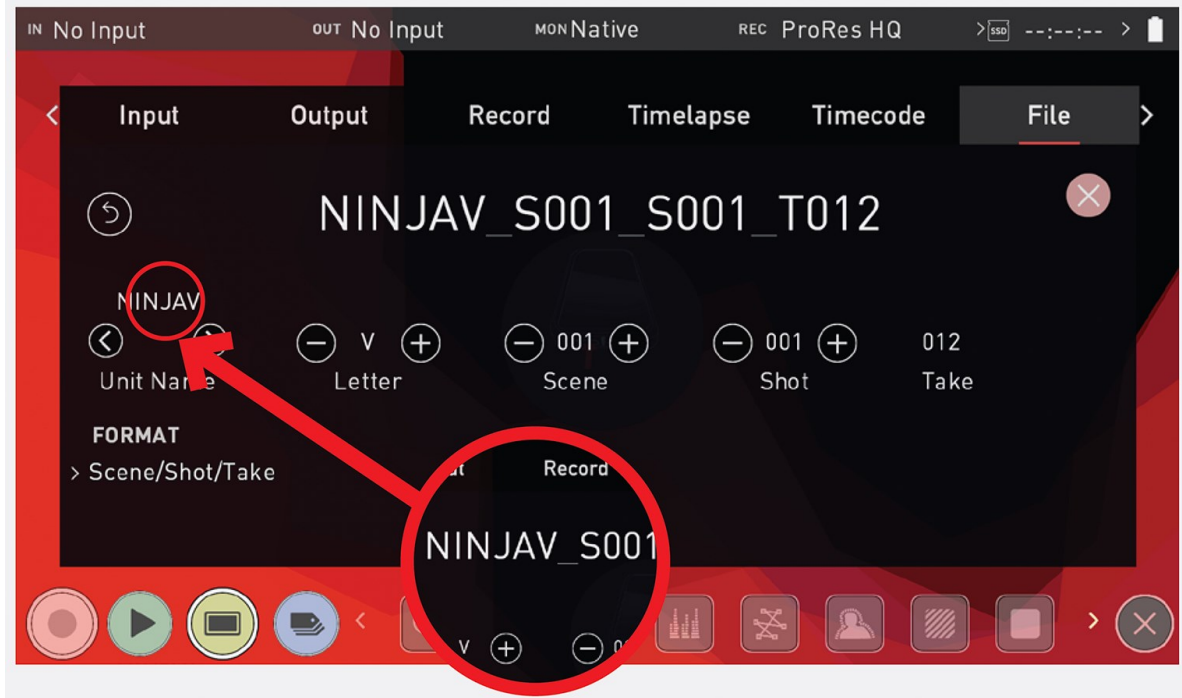 IN No Input OUT No Input MON Native REC ProRes HQ > SSD --:--:-- >
< Input Output Record Timelapse Timecode File >
NINJAV_S001_S001_T012
NINJAV
V 001 001 012
Unit Name Letter Scene Shot Take
FORMAT
> Scene/Shot/Take
Record
NINJAV_S001
V